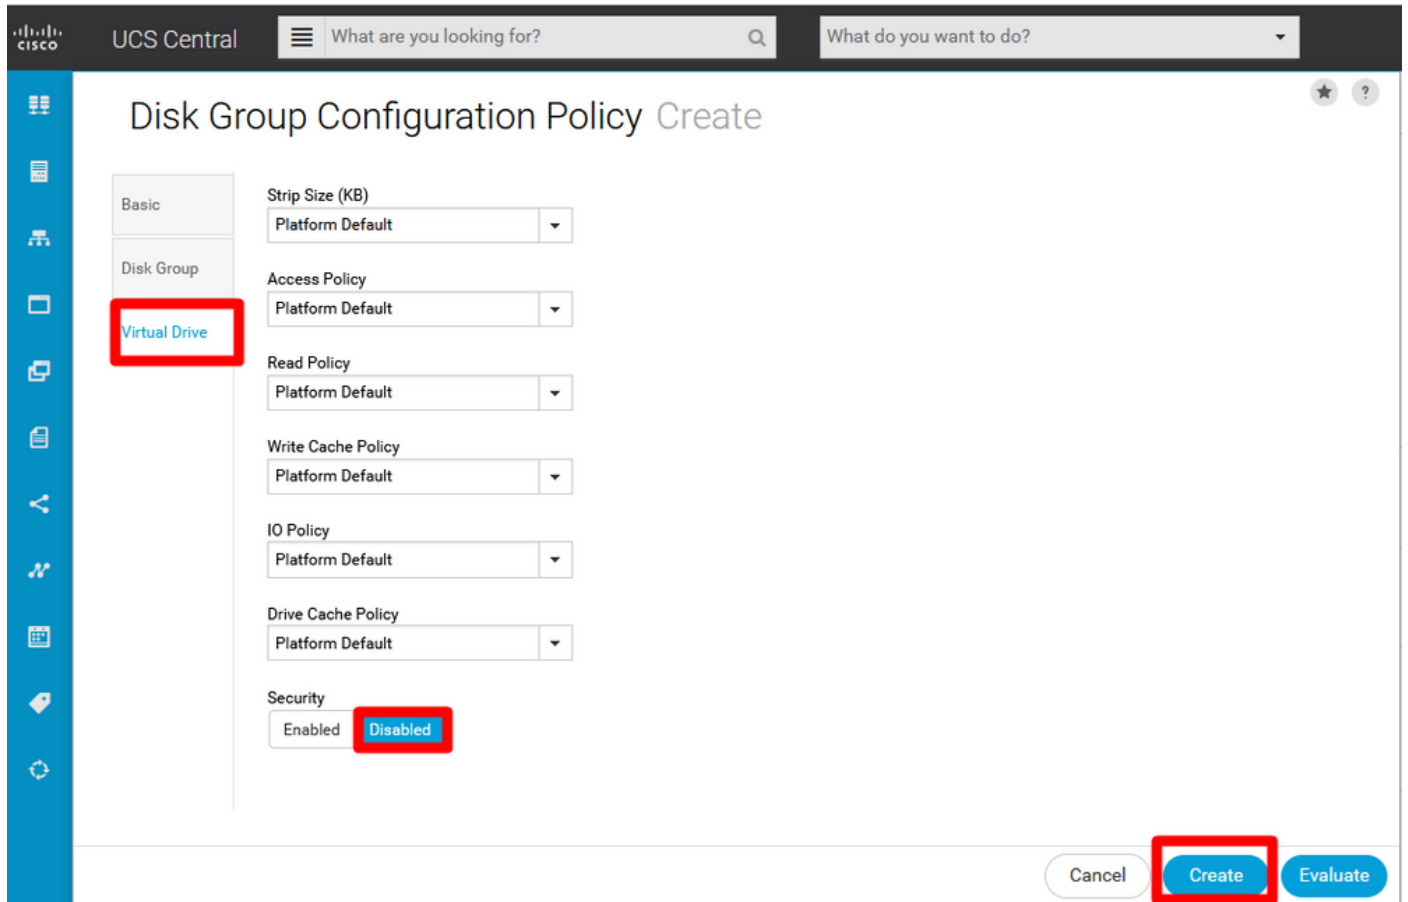 cisco
UCS Central
What are you looking for?
What do you want to do?
Disk Group Configuration Policy Create
?
Basic
Disk Group
Virtual Drive
Strip Size (KB)
Platform Default
Access Policy
Platform Default
Read Policy
Platform Default
Write Cache Policy
Platform Default
IO Policy
Platform Default
Drive Cache Policy
Platform Default
Security
Enabled
Disabled
Cancel
Create
Evaluate